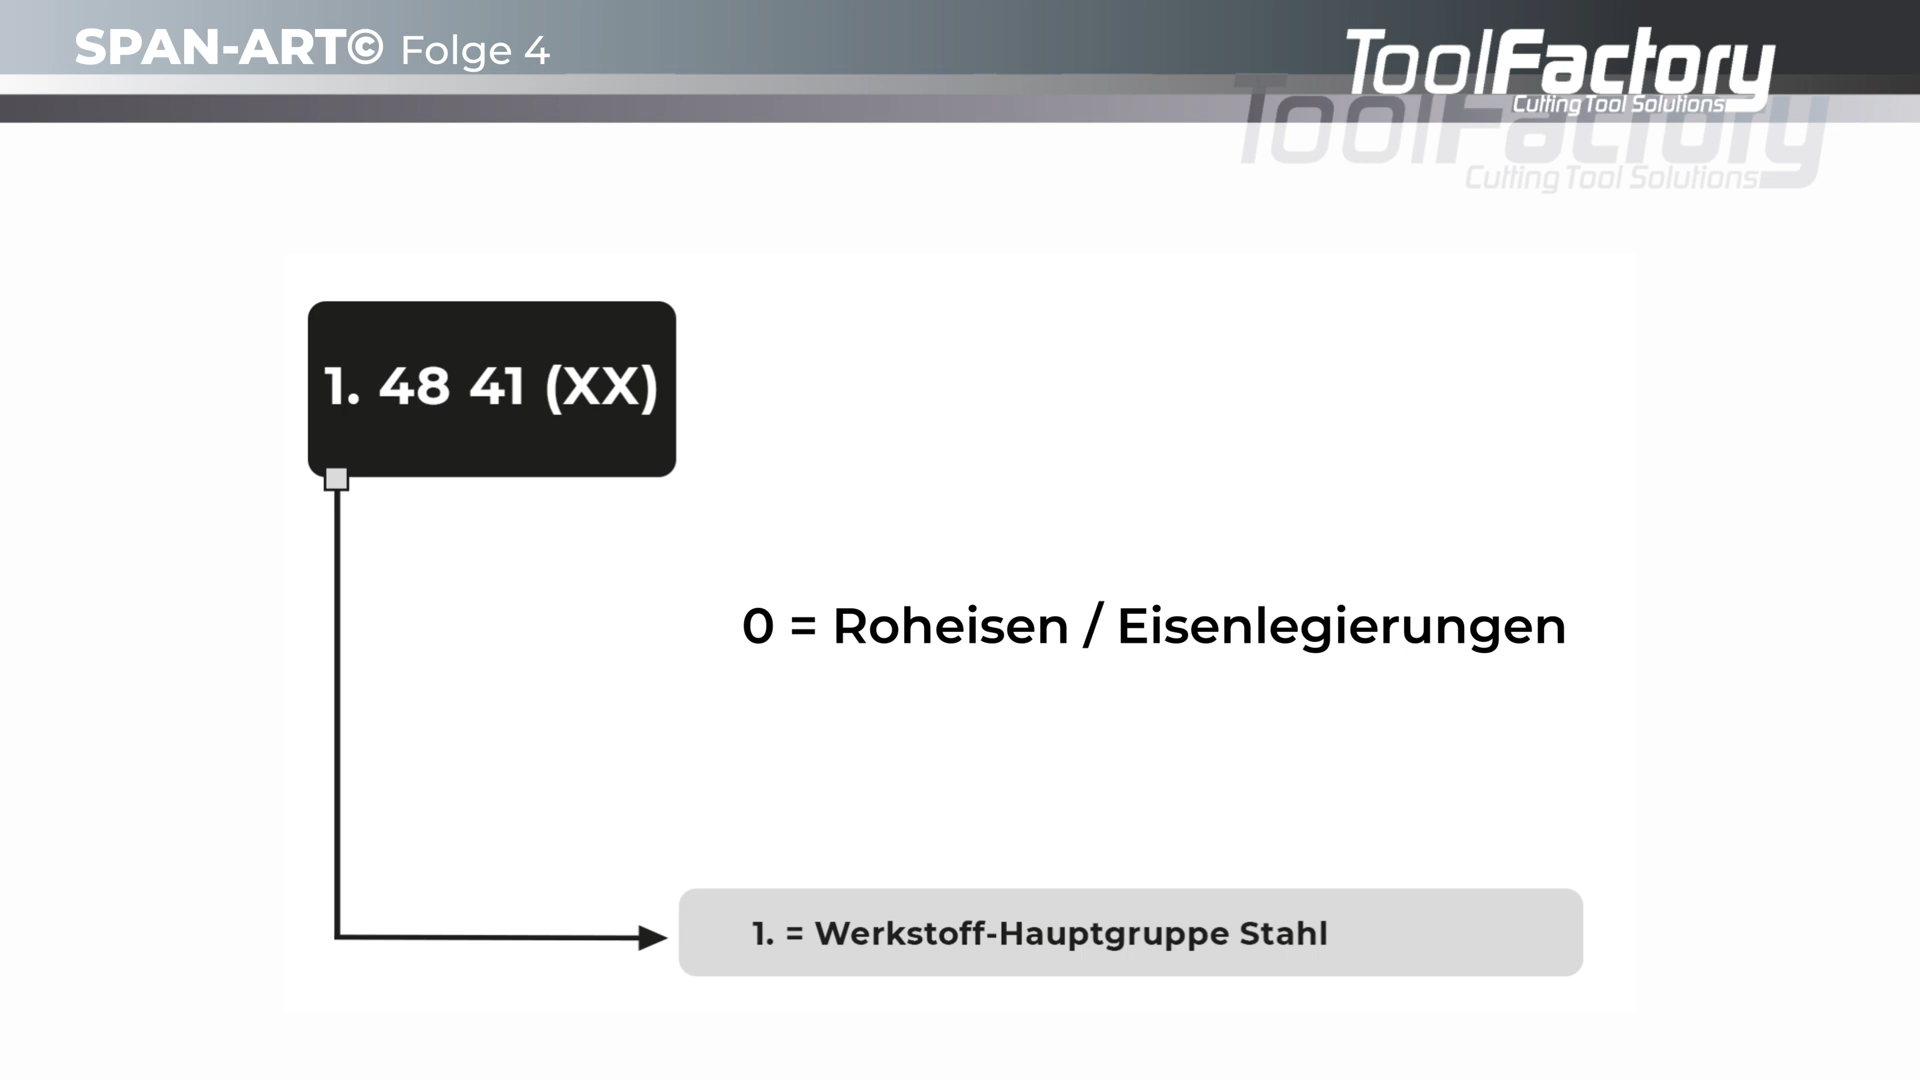 SPAN-ART© Folge 4
ToolFactory
Cutting Tool Solutions
ToolFactory
Cutting Tool Solutions
1. 48 41 (XX)
0 = Roheisen / Eisenlegierungen
1. = Werkstoff-Hauptgruppe Stahl